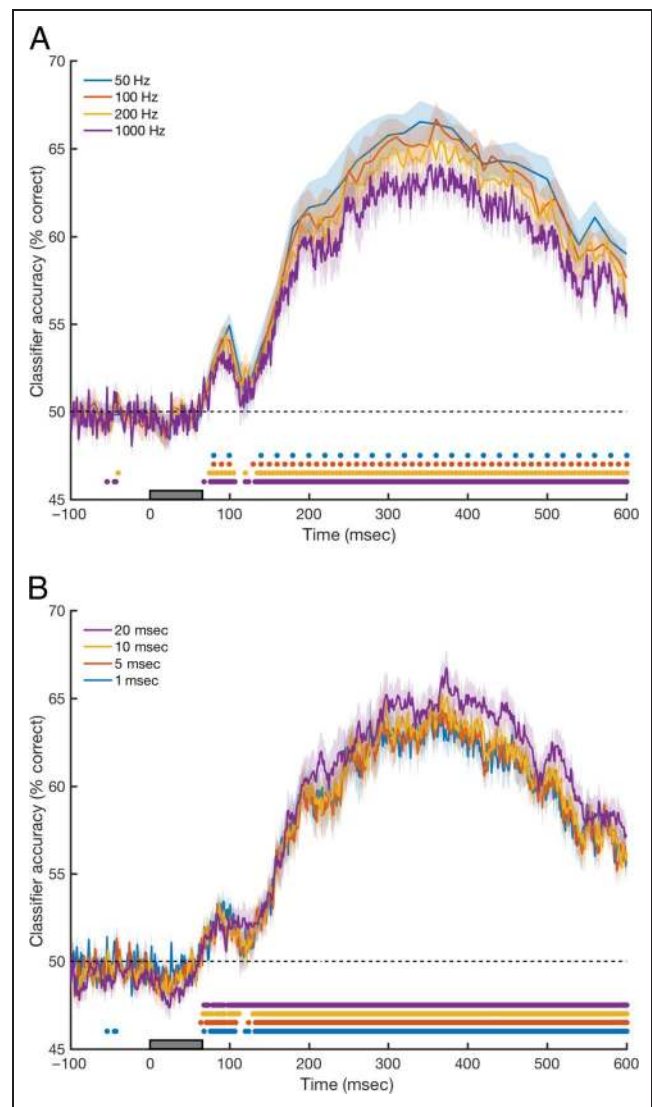 A
70
65
60
55
50
45
Classifier accuracy (% correct)
50 Hz
100 Hz
200 Hz
1000 Hz
−100 0 100 200 300 400 500 600
Time (msec)
B
70
65
60
55
50
45
Classifier accuracy (% correct)
20 msec
10 msec
5 msec
1 msec
−100 0 100 200 300 400 500 600
Time (msec)